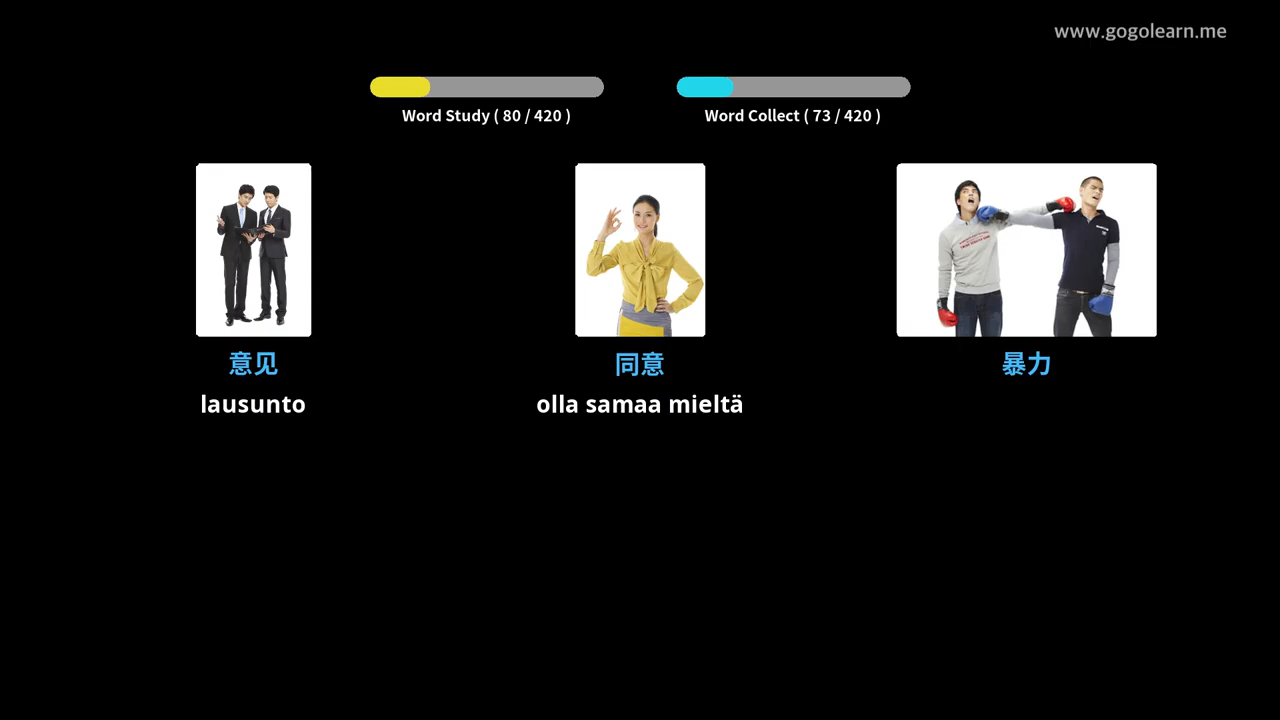 www.gogolearn.me
Word Study ( 80 / 420 )
Word Collect ( 73 / 420 )
意见
同意
暴力
lausunto
olla samaa mieltä